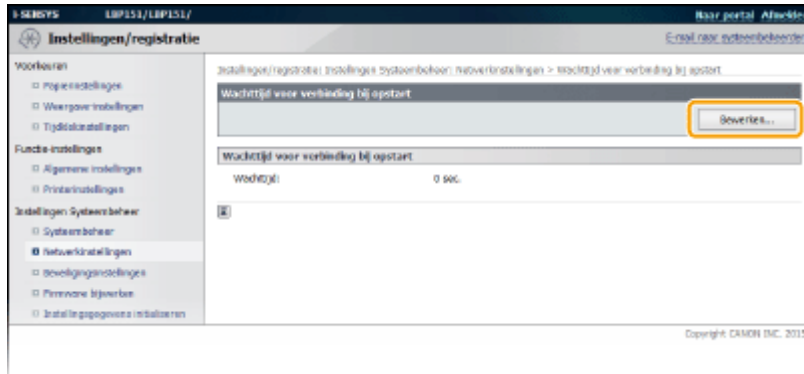 i-SENSYS LBP151/LBP151/ Naar portal Afmelden
Instellingen/registratie E-mail naar systeembeheerder
Voorkeuren
Papierinstellingen
Weergave-instellingen
Tijdklokinstellingen
Functie-instellingen
Algemene instellingen
Printerinstellingen
Instellingen Systeembeheer
Systeembeheer
Netwerkinstellingen
Beveiligingsinstellingen
Firmware bijwerken
Instellingsgegevens initialiseren
Instellingen/registratie: Instellingen Systeembeheer: Netwerkinstellingen > Wachttijd voor verbinding bij opstart
Wachttijd voor verbinding bij opstart
Bewerken...
Wachttijd voor verbinding bij opstart
Wachttijd: 0 sec.
Copyright CANON INC. 2015